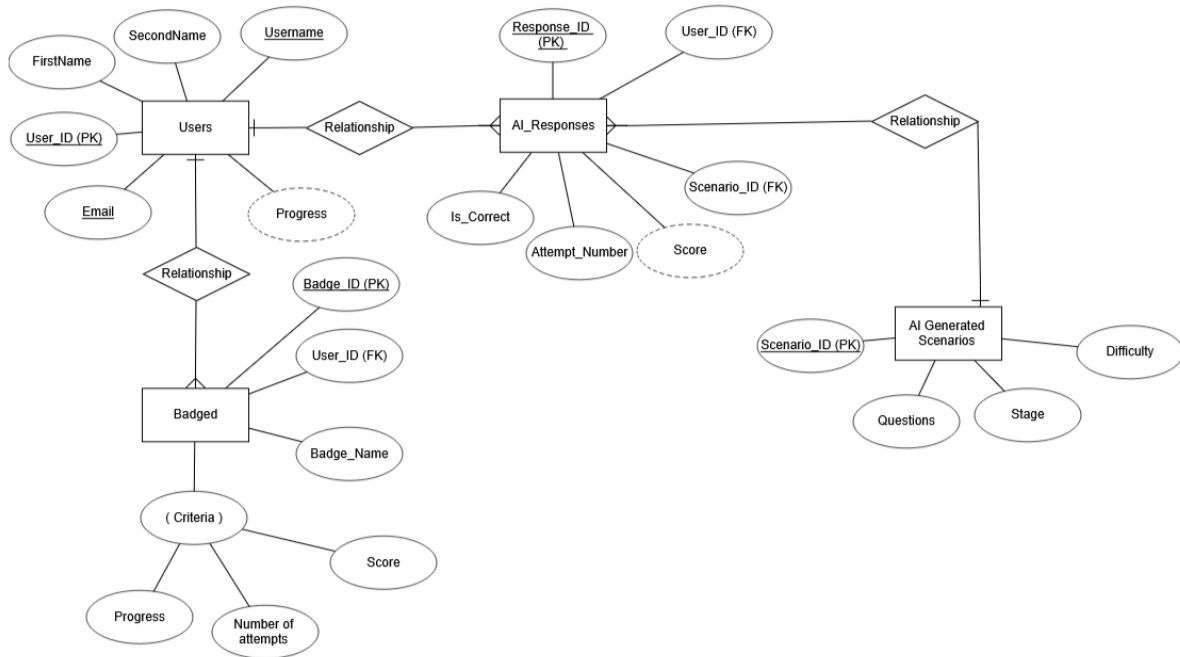 SecondName
Username
FirstName
Users
User_ID (PK)
Email
Progress
Relationship
Response_ID
(PK)
User_ID (FK)
AI_Responses
Relationship
Scenario_ID (FK)
Is_Correct
Attempt_Number
Score
Relationship
Badge_ID (PK)
User_ID (FK)
Badged
Badge_Name
( Criteria )
Score
Progress
Number of
attempts
AI Generated
Scenarios
Scenario_ID (PK)
Difficulty
Questions
Stage